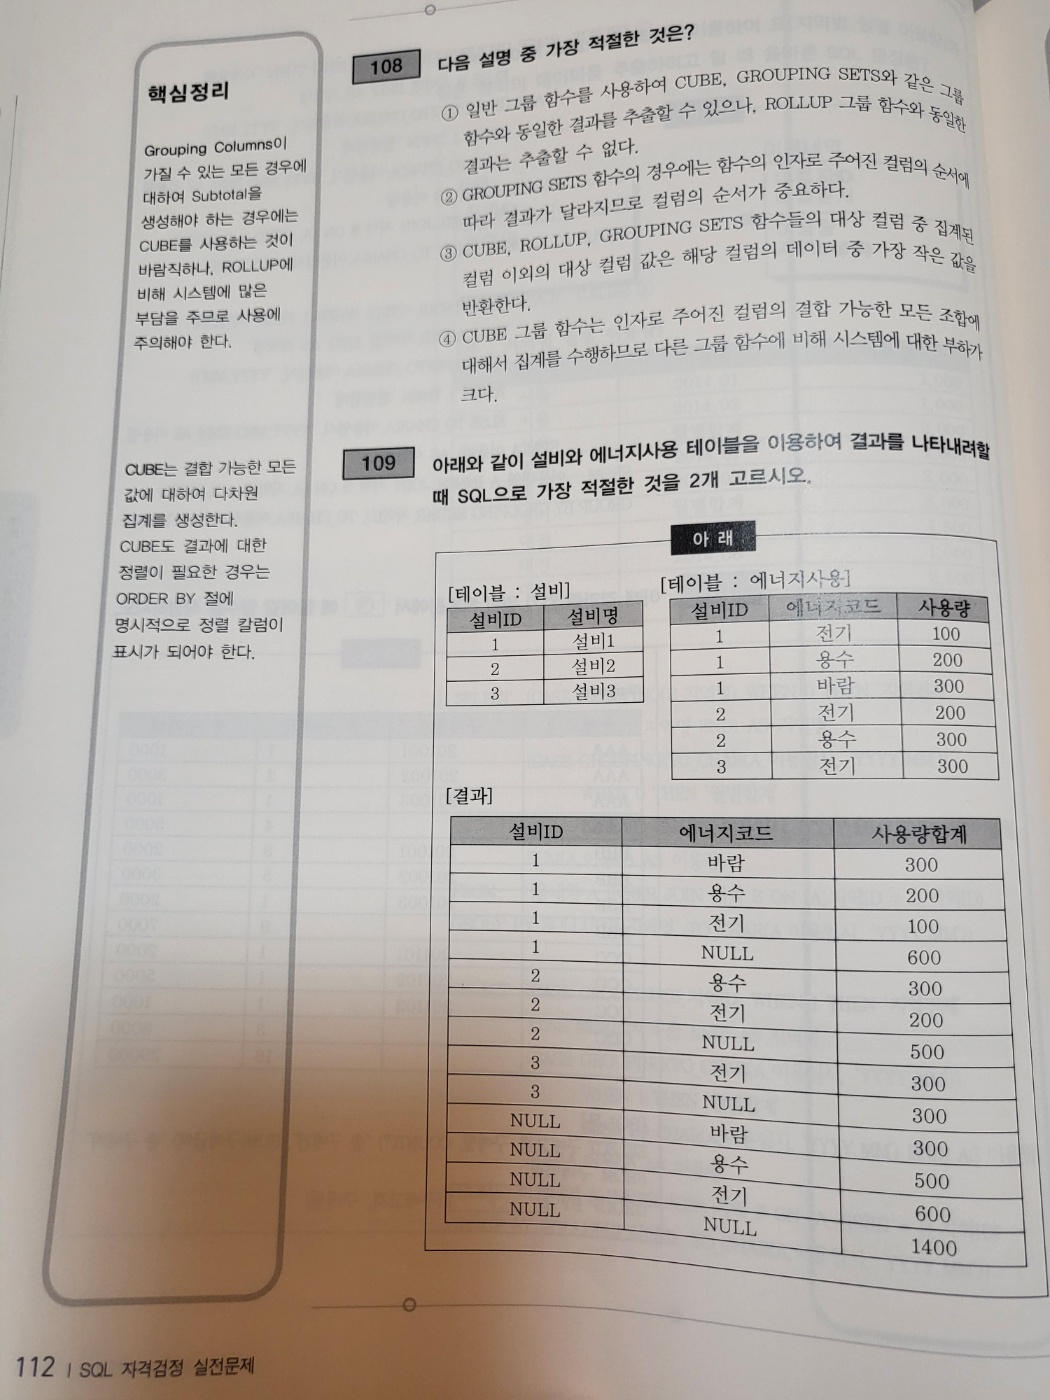 핵심정리
Grouping Columns이
가질 수 있는 모든 경우에
대하여 Subtotal을
생성해야 하는 경우에는
CUBE를 사용하는 것이
바람직하나, ROLLUP에
비해 시스템에 많은
부담을 주므로 사용에
주의해야 한다.
CUBE는 결합 가능한 모든
값에 대하여 다차원
집계를 생성한다.
CUBE도 결과에 대한
정렬이 필요한 경우는
ORDER BY 절에
명시적으로 정렬 칼럼이
표시가 되어야 한다.
108 다음 설명 중 가장 적절한 것은?
① 일반 그룹 함수를 사용하여 CUBE, GROUPING SETS와 같은 그룹
함수와 동일한 결과를 추출할 수 있으나, ROLLUP 그룹 함수와 동일한
결과는 추출할 수 없다.
② GROUPING SETS 함수의 경우에는 함수의 인자로 주어진 컬럼의 순서에
따라 결과가 달라지므로 컬럼의 순서가 중요하다.
③ CUBE, ROLLUP, GROUPING SETS 함수들의 대상 컬럼 중 집계된
컬럼 이외의 대상 컬럼 값은 해당 컬럼의 데이터 중 가장 작은 값을
반환한다.
④ CUBE 그룹 함수는 인자로 주어진 컬럼의 결합 가능한 모든 조합에
대해서 집계를 수행하므로 다른 그룹 함수에 비해 시스템에 대한 부하가
크다.
109 아래와 같이 설비와 에너지사용 테이블을 이용하여 결과를 나타내려할
때 SQL으로 가장 적절한 것을 2개 고르시오.
아 래
[테이블 : 설비]
설비ID 설비명
1 설비1
2 설비2
3 설비3
[테이블 : 에너지사용]
설비ID 에너지코드 사용량
1 전기 100
1 용수 200
1 바람 300
2 전기 200
2 용수 300
3 전기 300
[결과]
설비ID 에너지코드 사용량합계
1 바람 300
1 용수 200
1 전기 100
1 NULL 600
2 용수 300
2 전기 200
2 NULL 500
3 전기 300
3 NULL 300
NULL 바람 300
NULL 용수 500
NULL 전기 600
NULL NULL 1400
112 | SQL 자격검정 실전문제